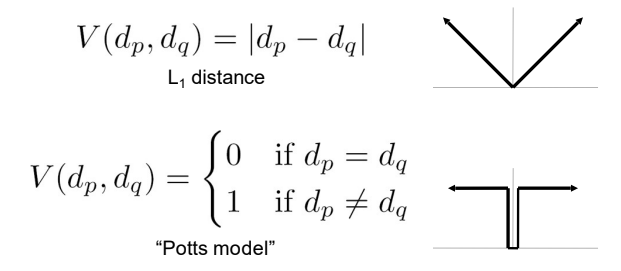 V(d_p, d_q) = |d_p − d_q|
L₁ distance
V(d_p, d_q) = { 0 if d_p = d_q
1 if d_p ≠ d_q
“Potts model”